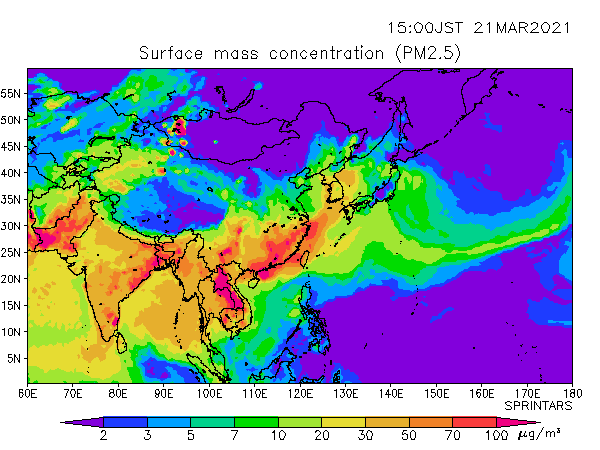 15:00JST 21MAR2021
Surface mass concentration (PM2.5)
55N
50N
45N
40N
35N
30N
25N
20N
15N
10N
5N
60E 70E 80E 90E 100E 110E 120E 130E 140E 150E 160E 170E 180
SPRINTARS
2 3 5 7 10 20 30 50 70 100 μg/m³